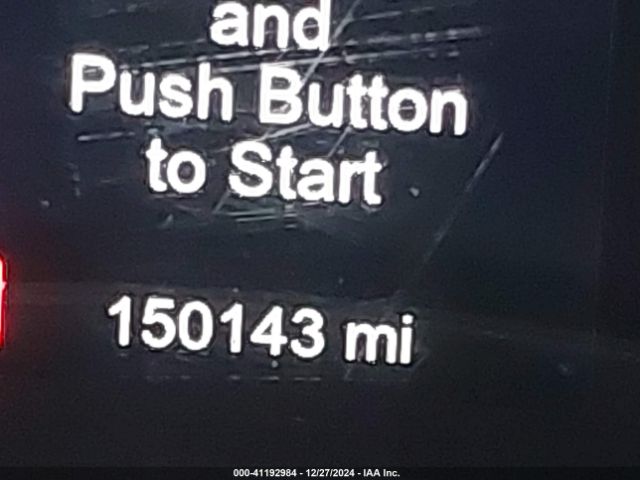 and
Push Button
to Start
150143 mi
000-41192984 - 12/27/2024 - IAA Inc.